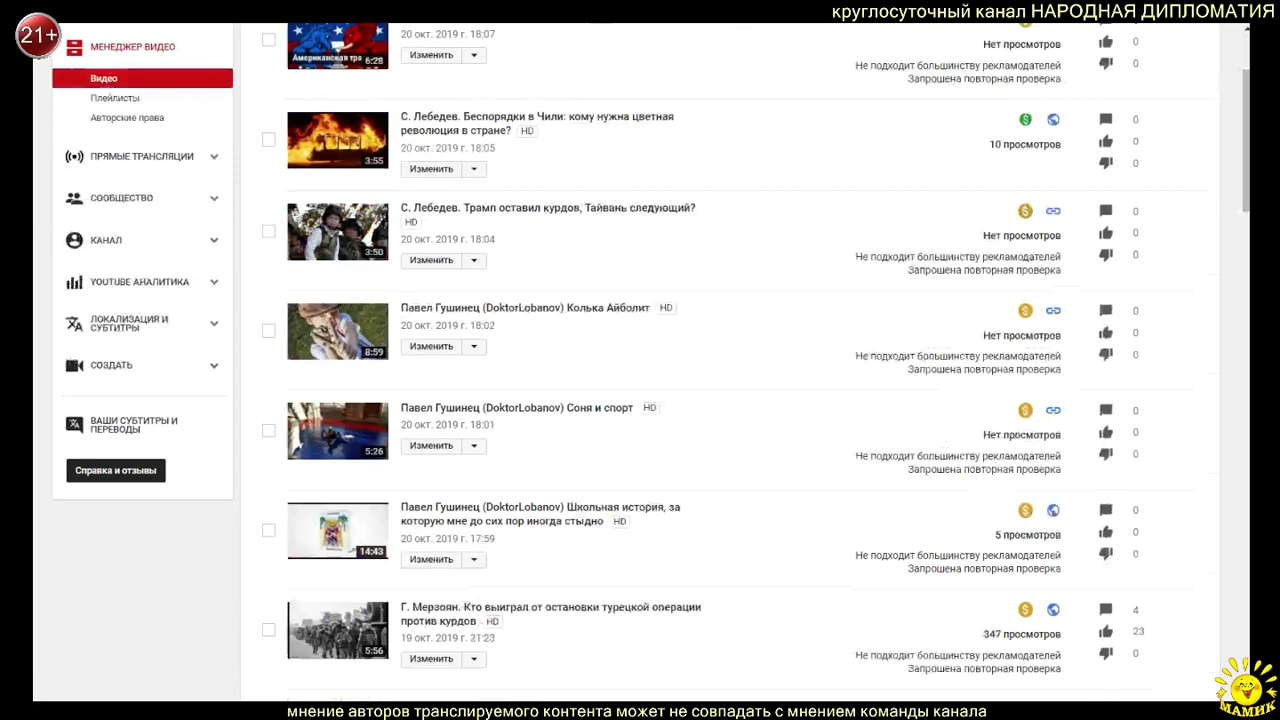 круглосуточный канал НАРОДНАЯ ДИПЛОМАТИЯ
21+
МЕНЕДЖЕР ВИДЕО
Видео
Плейлисты
Авторские права
ПРЯМЫЕ ТРАНСЛЯЦИИ
СООБЩЕСТВО
КАНАЛ
YOUTUBE АНАЛИТИКА
ЛОКАЛИЗАЦИЯ И
СУБТИТРЫ
СОЗДАТЬ
ВАШИ СУБТИТРЫ И
ПЕРЕВОДЫ
Справка и отзывы
Американская тра 6:28
20 окт. 2019 г. 18:07
Изменить
Нет просмотров
Не подходит большинству рекламодателей
Запрошена повторная проверка
0
0
3:55
С. Лебедев. Беспорядки в Чили: кому нужна цветная
революция в стране? HD
20 окт. 2019 г. 18:05
Изменить
10 просмотров
0
0
0
3:50
С. Лебедев. Трамп оставил курдов, Тайвань следующий?
HD
20 окт. 2019 г. 18:04
Изменить
Нет просмотров
Не подходит большинству рекламодателей
Запрошена повторная проверка
0
0
0
8:59
Павел Гушинец (DoktorLobanov) Колька Айболит HD
20 окт. 2019 г. 18:02
Изменить
Нет просмотров
Не подходит большинству рекламодателей
Запрошена повторная проверка
0
0
0
5:26
Павел Гушинец (DoktorLobanov) Соня и спорт HD
20 окт. 2019 г. 18:01
Изменить
Нет просмотров
Не подходит большинству рекламодателей
Запрошена повторная проверка
0
0
0
14:43
Павел Гушинец (DoktorLobanov) Школьная история, за
которую мне до сих пор иногда стыдно HD
20 окт. 2019 г. 17:59
Изменить
5 просмотров
Не подходит большинству рекламодателей
Запрошена повторная проверка
0
0
0
5:56
Г. Мерзоян. Кто выиграл от остановки турецкой операции
против курдов HD
19 окт. 2019 г. 21:23
Изменить
347 просмотров
Не подходит большинству рекламодателей
Запрошена повторная проверка
4
23
0
МАМИК
мнение авторов транслируемого контента может не совпадать с мнением команды канала